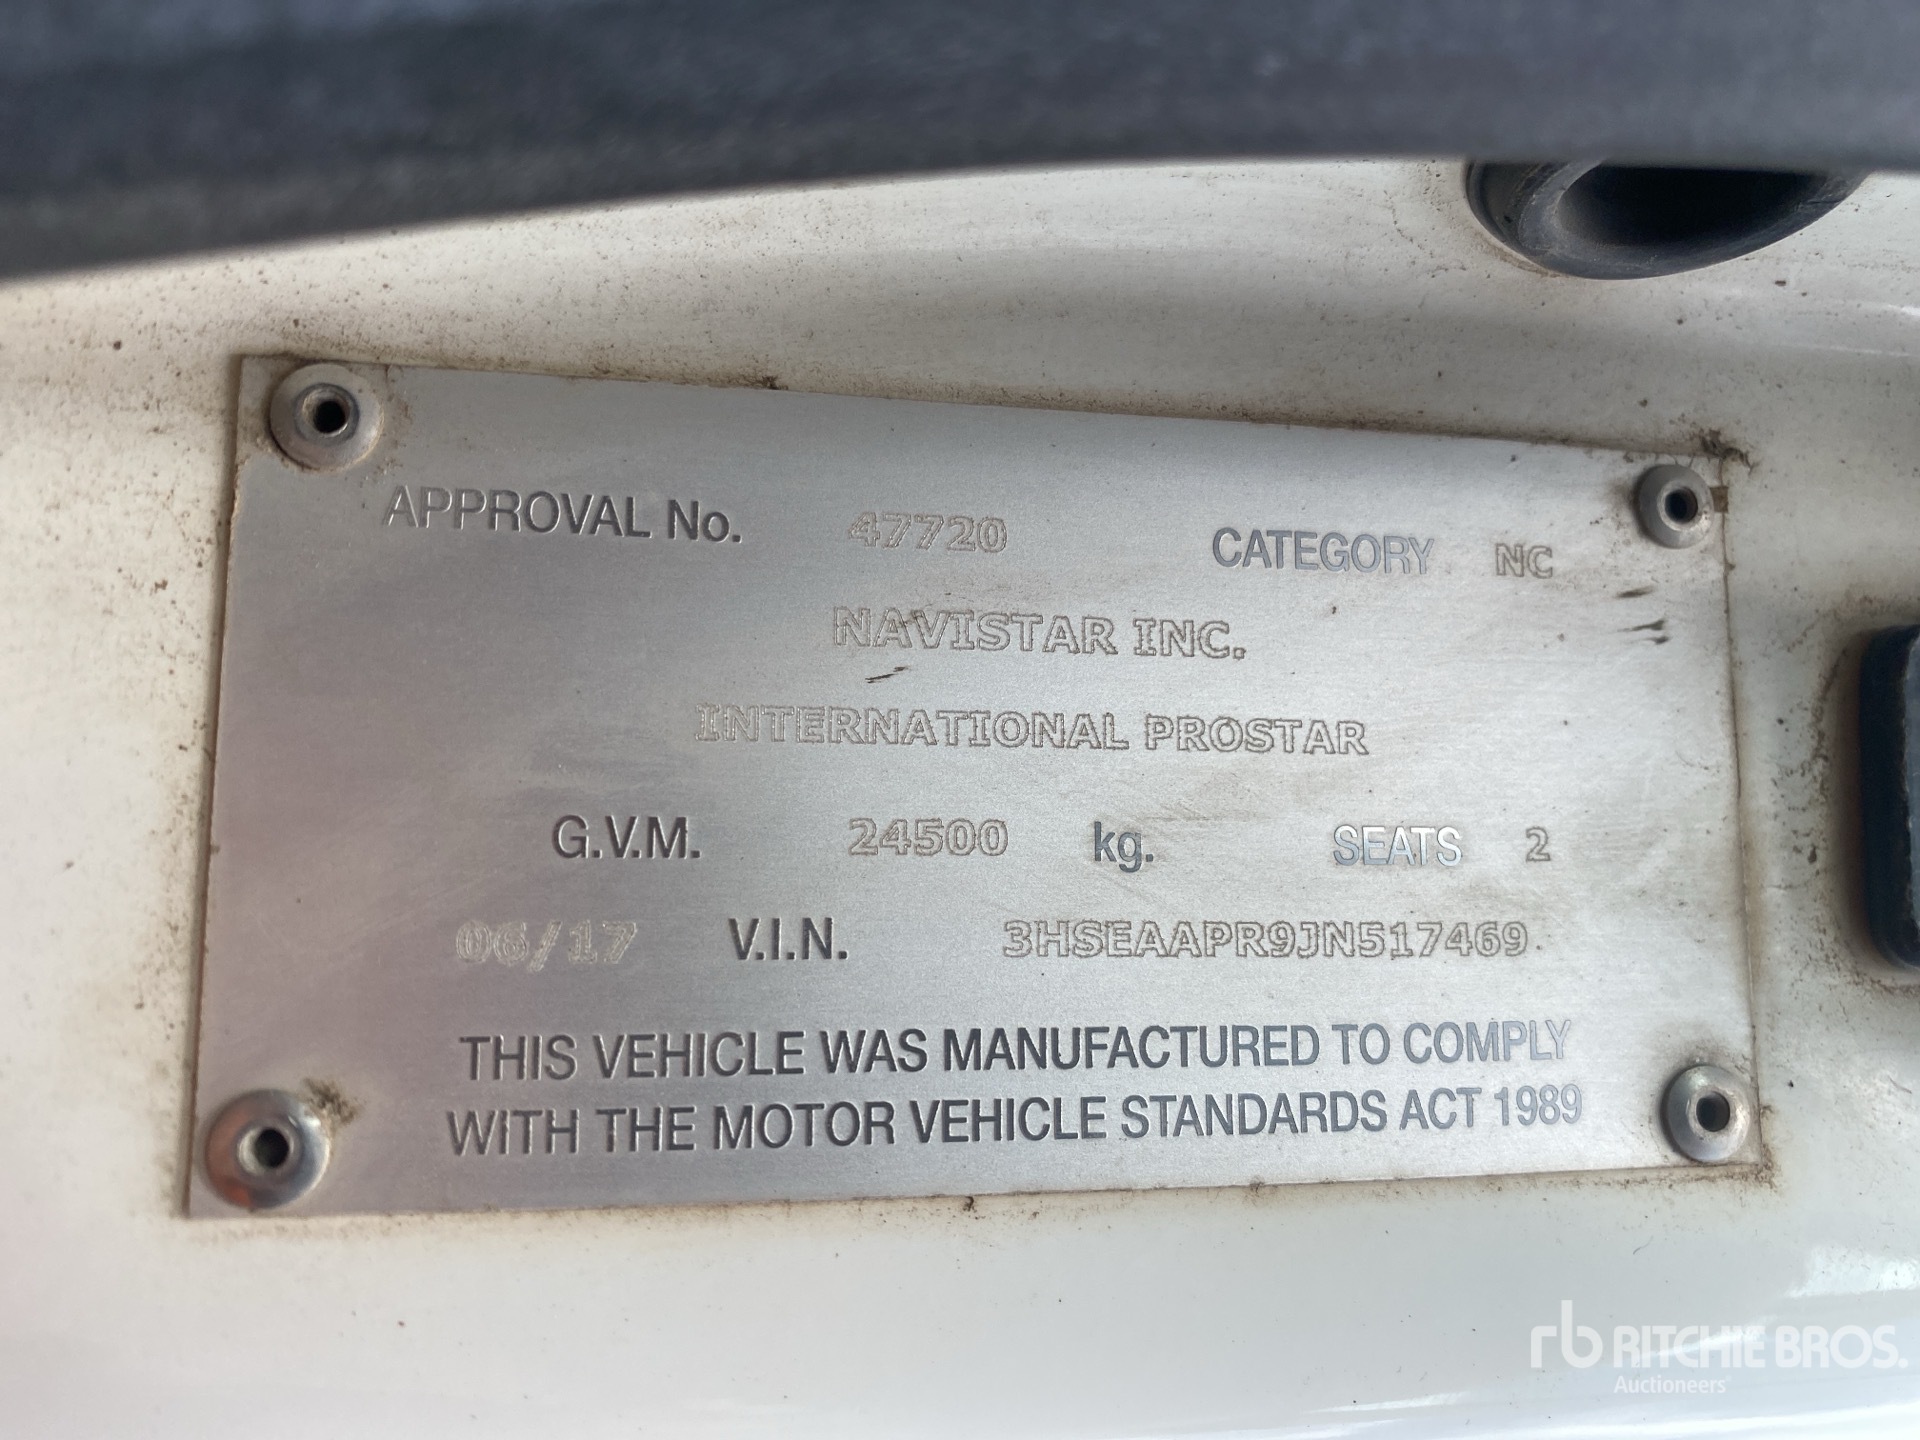 APPROVAL No. 47720 CATEGORY NC
NAVISTAR INC.
INTERNATIONAL PROSTAR
G.V.M. 24500 kg. SEATS 2
06/17 V.I.N. 3HSEAAPR9JN517469
THIS VEHICLE WAS MANUFACTURED TO COMPLY
WITH THE MOTOR VEHICLE STANDARDS ACT 1989
rb RITCHIE BROS.
Auctioneers